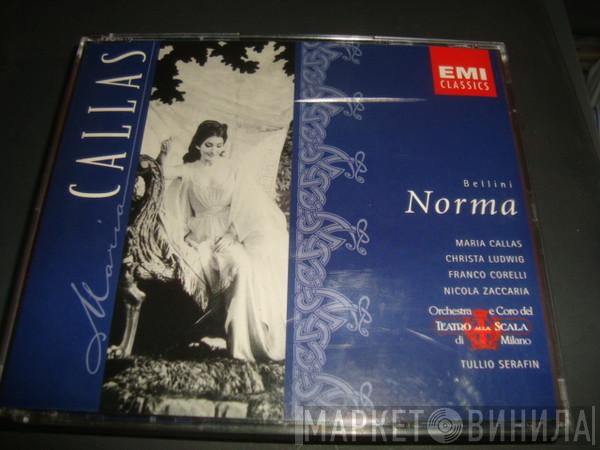 Maria CALLAS
EMI
CLASSICS
Bellini
Norma
MARIA CALLAS
CHRISTA LUDWIG
FRANCO CORELLI
NICOLA ZACCARIA
Orchestra e Coro del
TEATRO ALLA SCALA
di Milano
TULLIO SERAFIN
МАРКЕТ ВИНИЛА